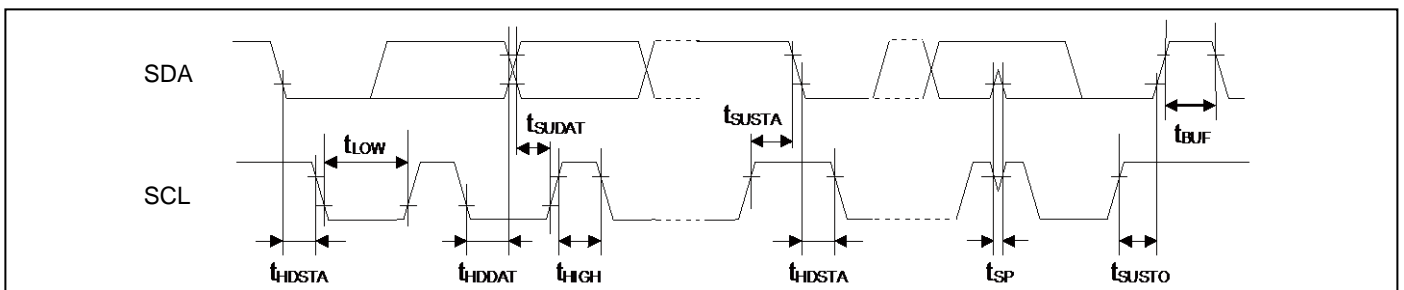 SDA
tSUDAT
tSUSTA
tLOW
tBUF
SCL
tHDSTA
tHDDAT
tHIGH
tHDSTA
tSP
tSUSTO